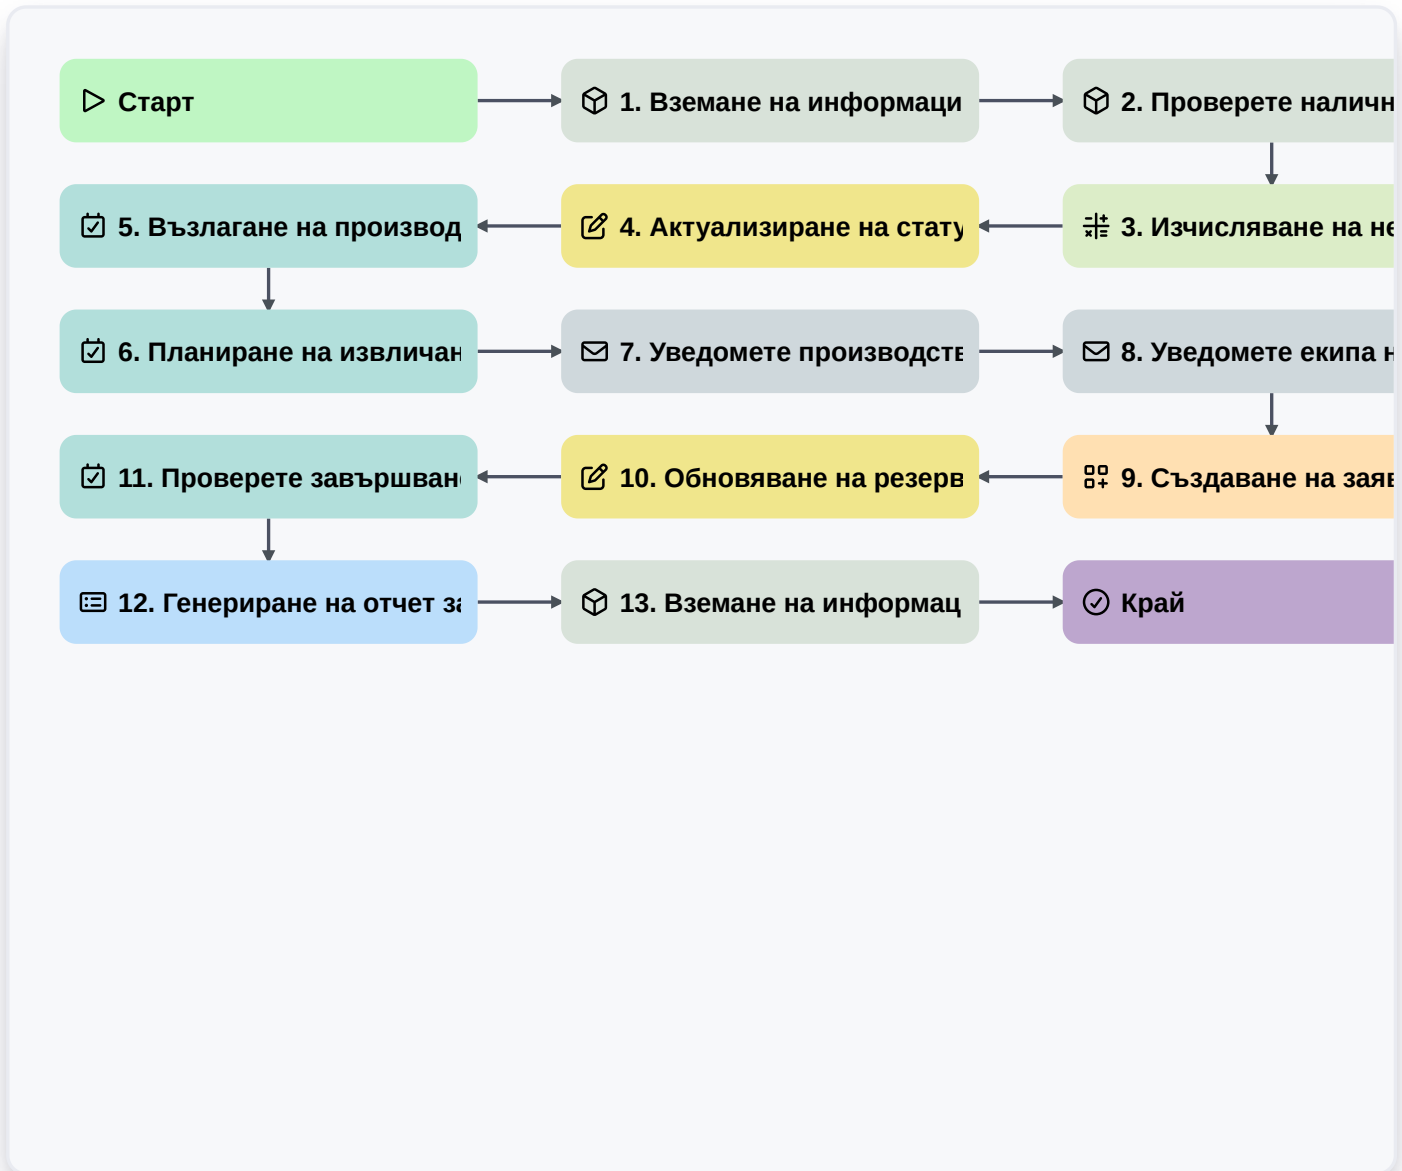 Старт
1. Вземане на информаци
2. Проверете наличн
5. Възлагане на производ
4. Актуализиране на стату
3. Изчисляване на не
6. Планиране на извличан
7. Уведомете производств
8. Уведомете екипа н
11. Проверете завършван
10. Обновяване на резерв
9. Създаване на заяв
12. Генериране на отчет за
13. Вземане на информац
Край